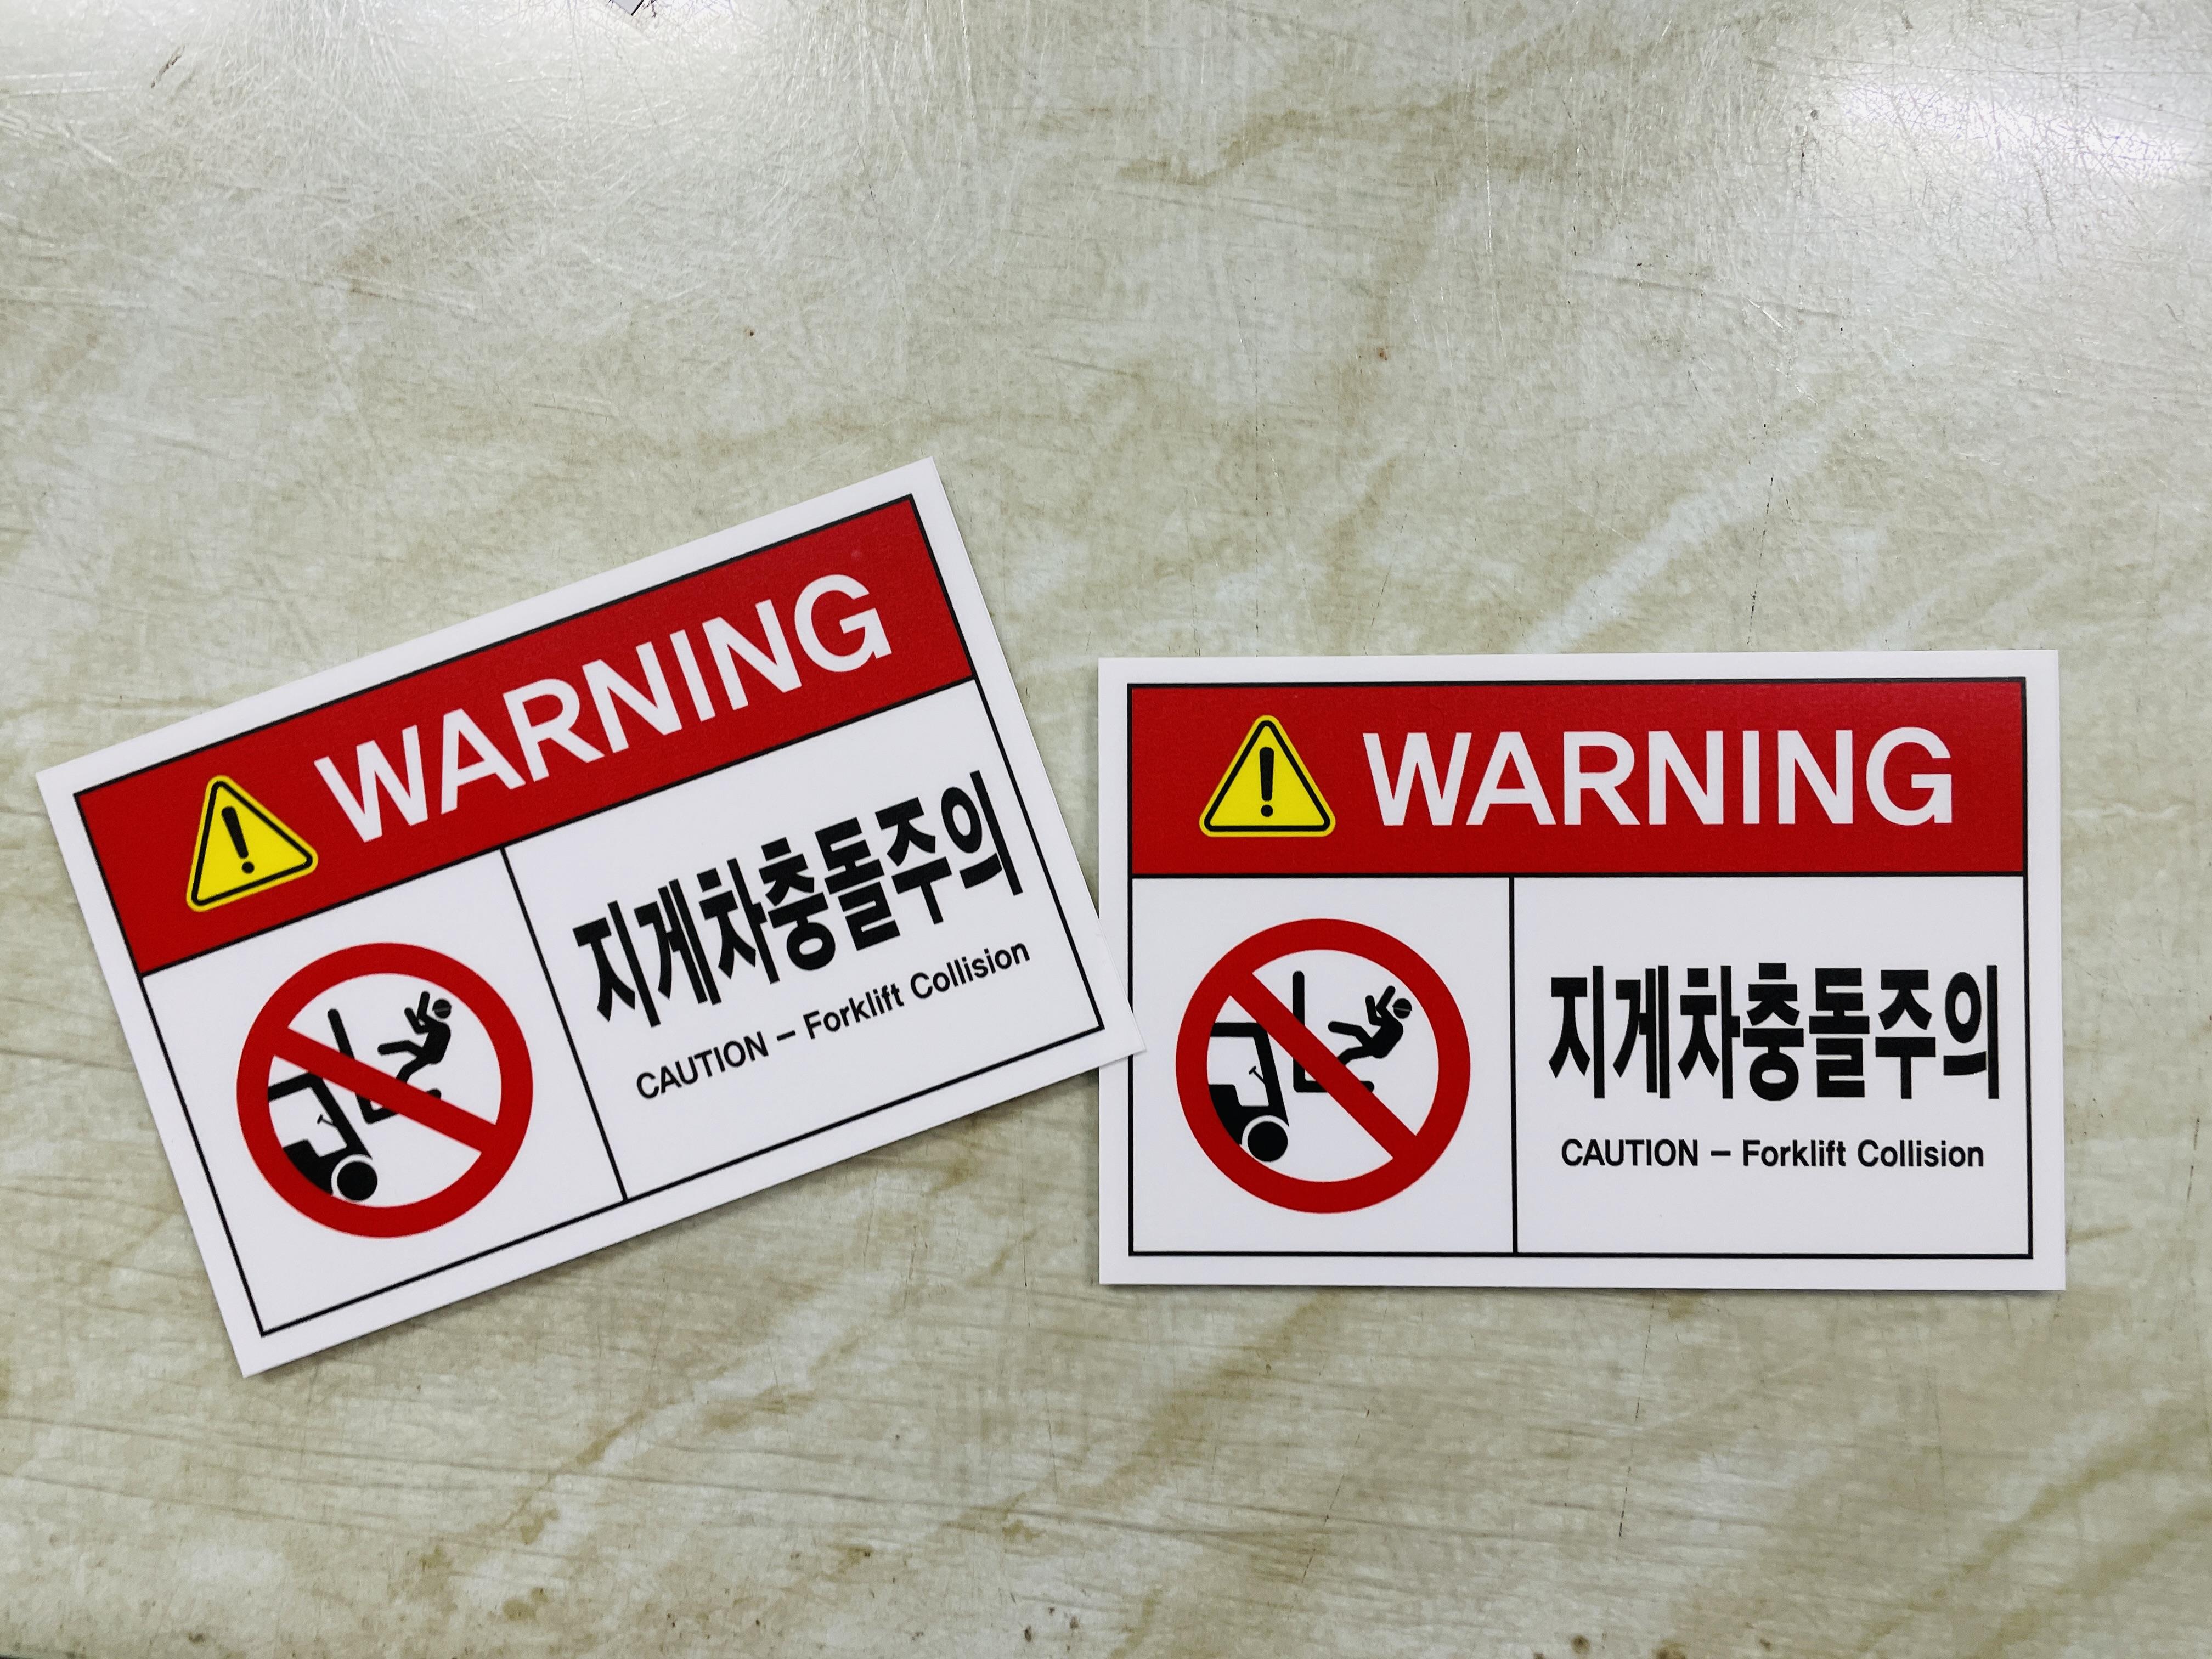 WARNING
지게차충돌주의
CAUTION – Forklift Collision
WARNING
지게차충돌주의
CAUTION – Forklift Collision